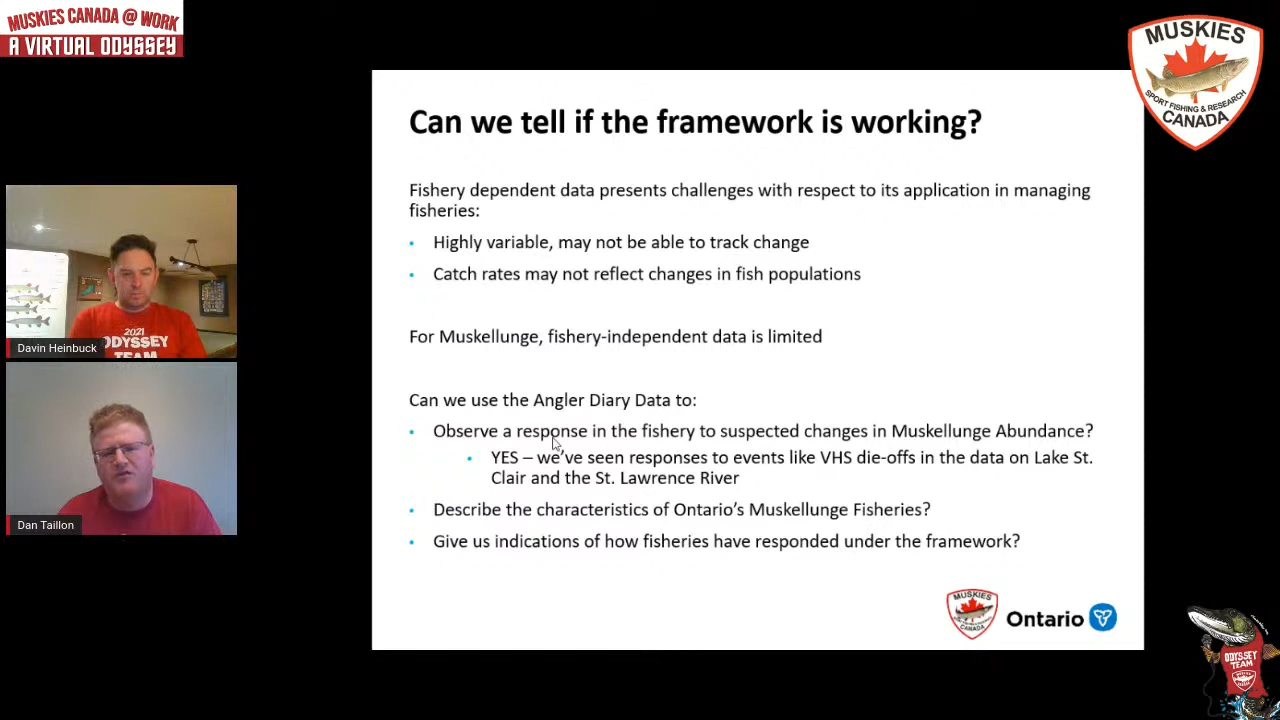 MUSKIES CANADA @ WORK
A VIRTUAL ODYSSEY
MUSKIES
SPORT FISHING & RESEARCH
CANADA
Can we tell if the framework is working?
Fishery dependent data presents challenges with respect to its application in managing
fisheries:
• Highly variable, may not be able to track change
• Catch rates may not reflect changes in fish populations
For Muskellunge, fishery-independent data is limited
Can we use the Angler Diary Data to:
• Observe a response in the fishery to suspected changes in Muskellunge Abundance?
• YES – we've seen responses to events like VHS die-offs in the data on Lake St.
Clair and the St. Lawrence River
• Describe the characteristics of Ontario's Muskellunge Fisheries?
• Give us indications of how fisheries have responded under the framework?
2021
ODYSSEY
TEAM
Davin Heinbuck
Dan Taillon
MUSKIES
CANADA
Ontario
ODYSSEY
TEAM